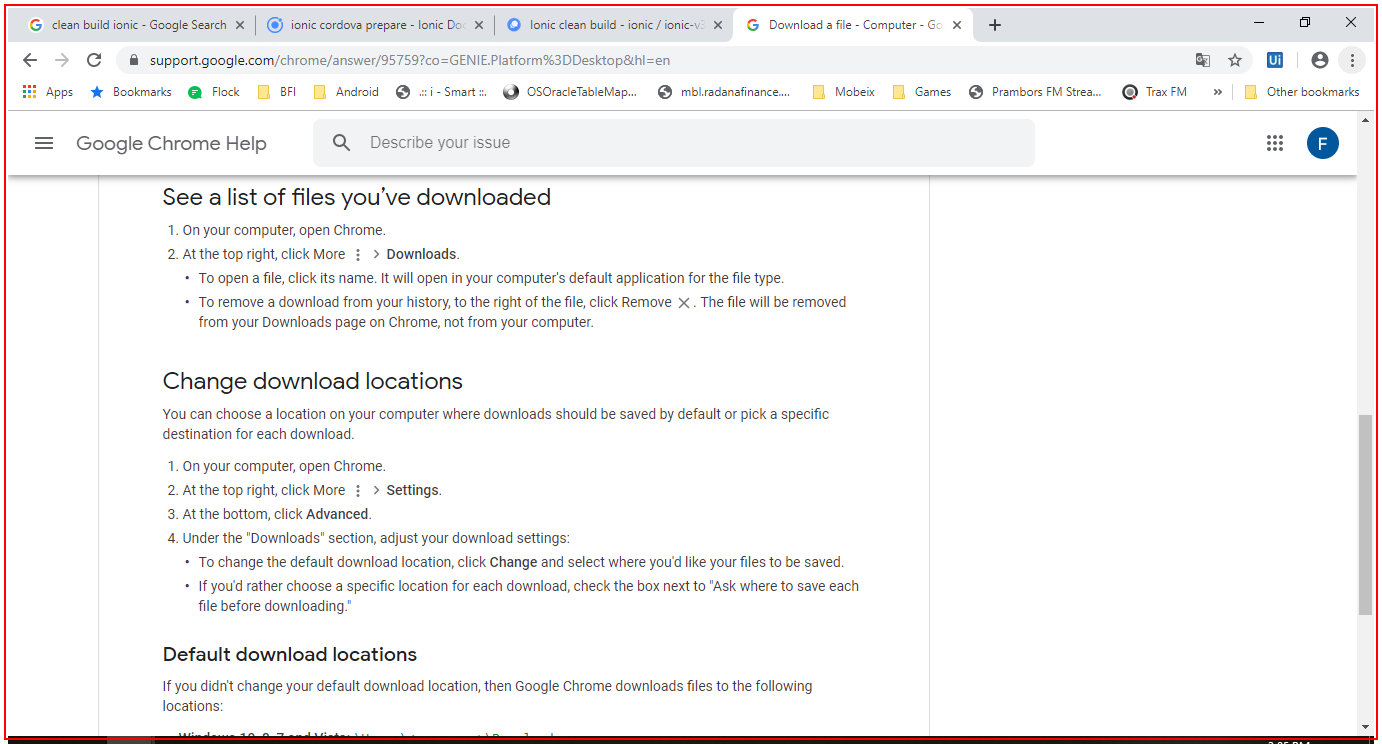 clean build ionic - Google Search
ionic cordova prepare - Ionic Doc
Ionic clean build - ionic / ionic-v3
Download a file - Computer - Go
support.google.com/chrome/answer/95759?co=GENIE.Platform%3DDesktop&hl=en
Ui
Apps Bookmarks Flock BFI Android .:: i - Smart ::. OSOracleTableMap... mbl.radanafinance.... Mobeix Games Prambors FM Strea... Trax FM » Other bookmarks
Google Chrome Help
Describe your issue
F
See a list of files you’ve downloaded
1. On your computer, open Chrome.
2. At the top right, click More > Downloads.
• To open a file, click its name. It will open in your computer's default application for the file type.
• To remove a download from your history, to the right of the file, click Remove . The file will be removed
from your Downloads page on Chrome, not from your computer.
Change download locations
You can choose a location on your computer where downloads should be saved by default or pick a specific
destination for each download.
1. On your computer, open Chrome.
2. At the top right, click More > Settings.
3. At the bottom, click Advanced.
4. Under the "Downloads" section, adjust your download settings:
• To change the default download location, click Change and select where you'd like your files to be saved.
• If you'd rather choose a specific location for each download, check the box next to "Ask where to save each
file before downloading."
Default download locations
If you didn't change your default download location, then Google Chrome downloads files to the following
locations: